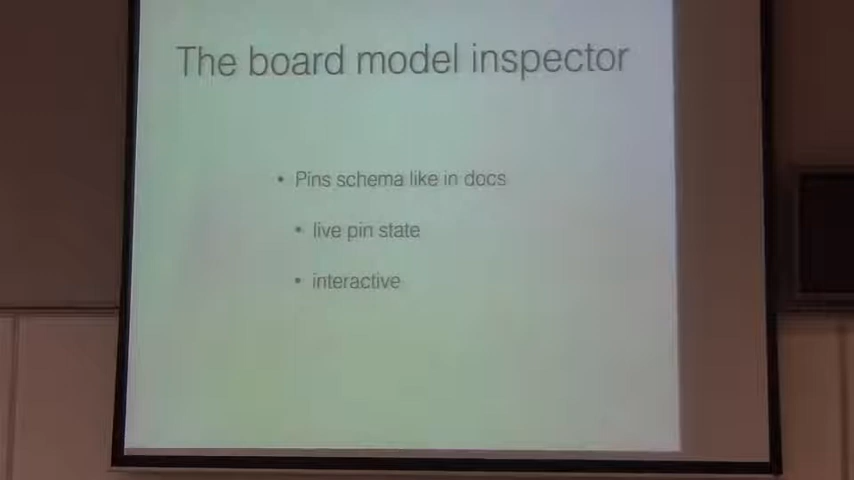 The board model inspector
• Pins schema like in docs
• live pin state
• interactive